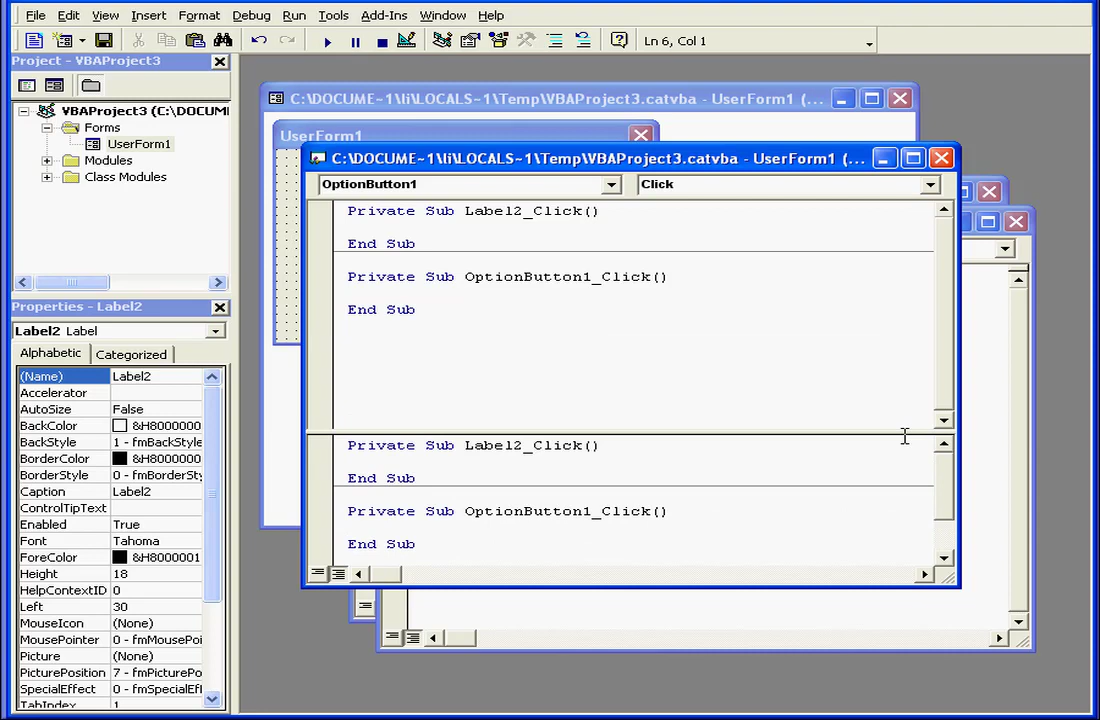 File Edit View Insert Format Debug Run Tools Add-Ins Window Help
Ln 6, Col 1
Project - VBAProject3
VBAProject3 (C:\DOCUM
Forms
UserForm1
Modules
Class Modules
Properties - Label2
Label2 Label
Alphabetic Categorized
(Name) Label2
Accelerator
AutoSize False
BackColor &H8000000
BackStyle 1 - fmBackStyle
BorderColor &H8000000
BorderStyle 0 - fmBorderSty
Caption Label2
ControlTipText
Enabled True
Font Tahoma
ForeColor &H8000001
Height 18
HelpContextID 0
Left 30
MouseIcon (None)
MousePointer 0 - fmMousePoi
Picture (None)
PicturePosition 7 - fmPicturePo
SpecialEffect 0 - fmSpecialEff
TabIndex 1
C:\DOCUME~1\li\LOCALS~1\Temp\VBAProject3.catvba - UserForm1 (...
UserForm1
C:\DOCUME~1\li\LOCALS~1\Temp\VBAProject3.catvba - UserForm1 (...
OptionButton1 Click
Private Sub Label2_Click()
End Sub
Private Sub OptionButton1_Click()
End Sub
Private Sub Label2_Click()
End Sub
Private Sub OptionButton1_Click()
End Sub